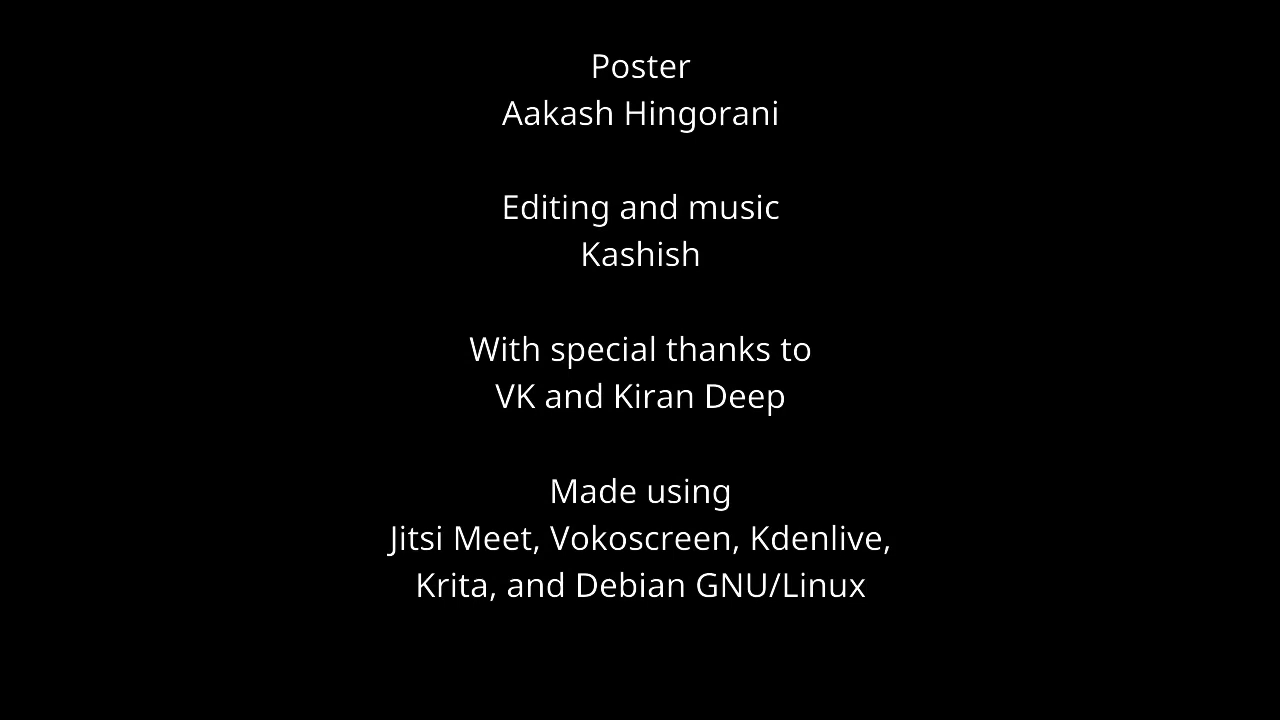 Poster
Aakash Hingorani
Editing and music
Kashish
With special thanks to
VK and Kiran Deep
Made using
Jitsi Meet, Vokoscreen, Kdenlive,
Krita, and Debian GNU/Linux